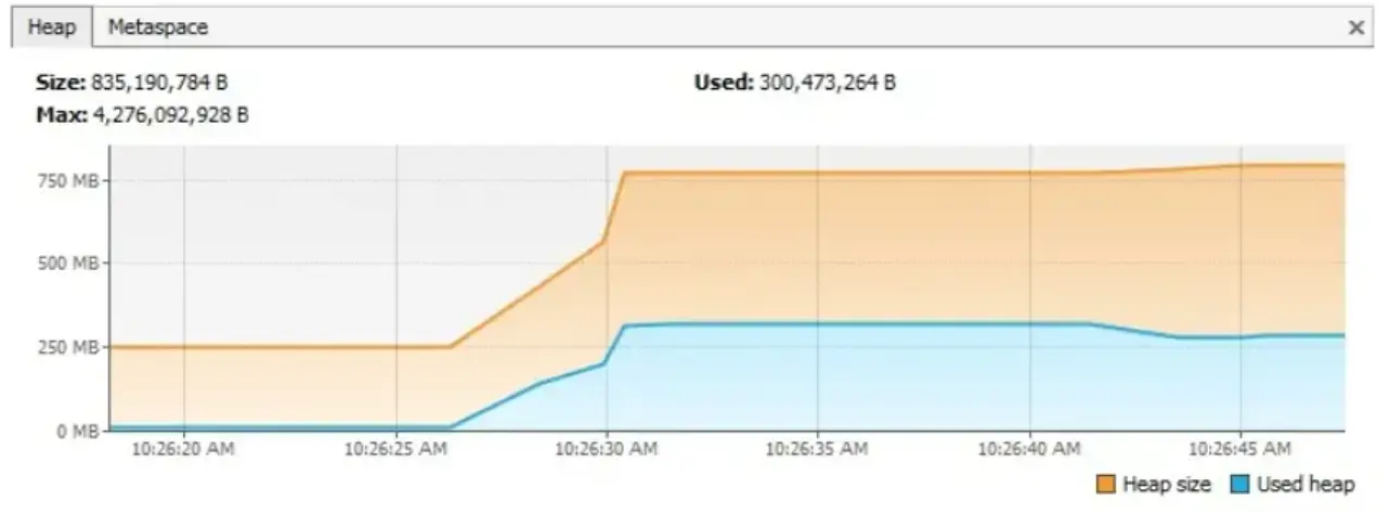 Heap Metaspace ×
Size: 835,190,784 B Used: 300,473,264 B
Max: 4,276,092,928 B
750 MB
500 MB
250 MB
0 MB
10:26:20 AM 10:26:25 AM 10:26:30 AM 10:26:35 AM 10:26:40 AM 10:26:45 AM
Heap size Used heap